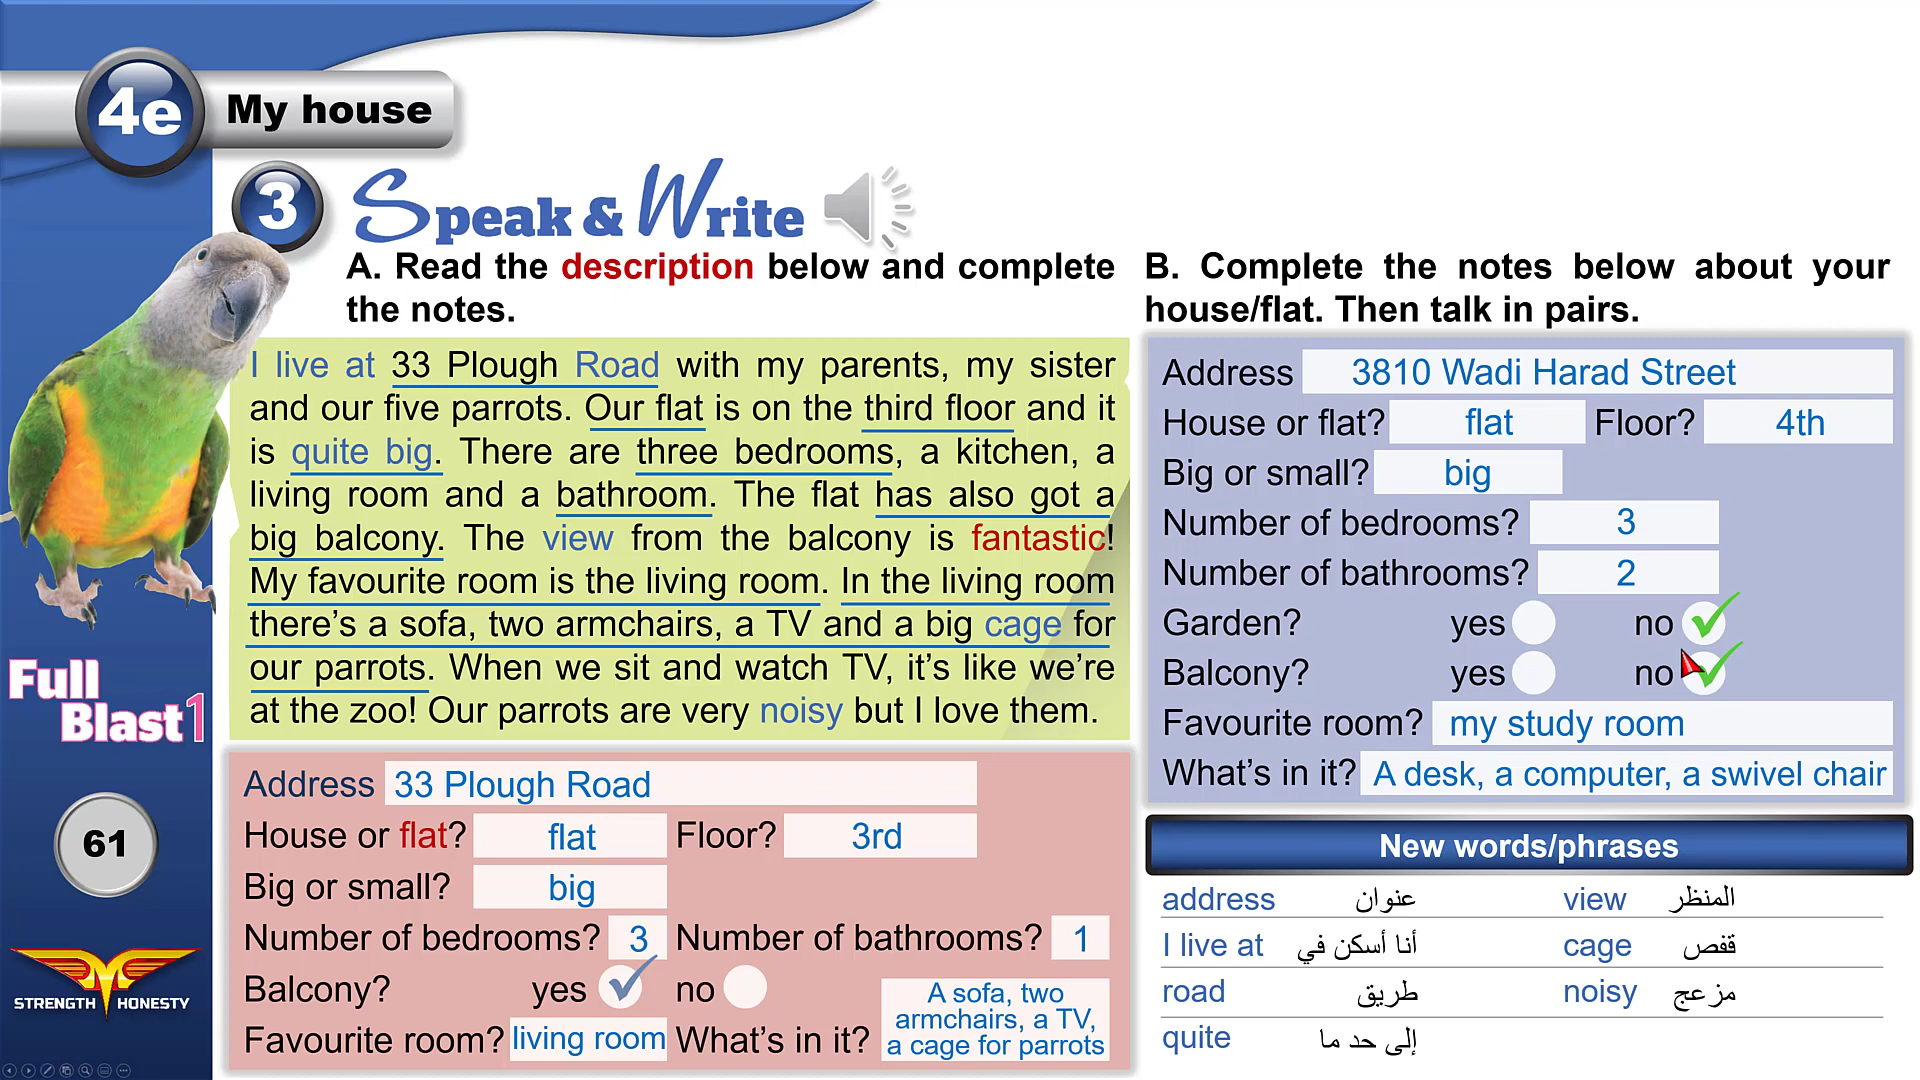 4e My house
3 Speak & Write
A. Read the description below and complete
the notes.
I live at 33 Plough Road with my parents, my sister
and our five parrots. Our flat is on the third floor and it
is quite big. There are three bedrooms, a kitchen, a
living room and a bathroom. The flat has also got a
big balcony. The view from the balcony is fantastic!
My favourite room is the living room. In the living room
there's a sofa, two armchairs, a TV and a big cage for
our parrots. When we sit and watch TV, it's like we're
at the zoo! Our parrots are very noisy but I love them.
Address 33 Plough Road
House or flat? flat Floor? 3rd
Big or small? big
Number of bedrooms? 3 Number of bathrooms? 1
Balcony? yes no
Favourite room? living room What's in it? A sofa, two
armchairs, a TV,
a cage for parrots
B. Complete the notes below about your
house/flat. Then talk in pairs.
Address 3810 Wadi Harad Street
House or flat? flat Floor? 4th
Big or small? big
Number of bedrooms? 3
Number of bathrooms? 2
Garden? yes no
Balcony? yes no
Favourite room? my study room
What's in it? A desk, a computer, a swivel chair
New words/phrases
address عنوان view المنظر
I live at أنا أسكن في cage قفص
road طريق noisy مزعج
quite إلى حد ما
Full
Blast 1
61
STRENGTH HONESTY